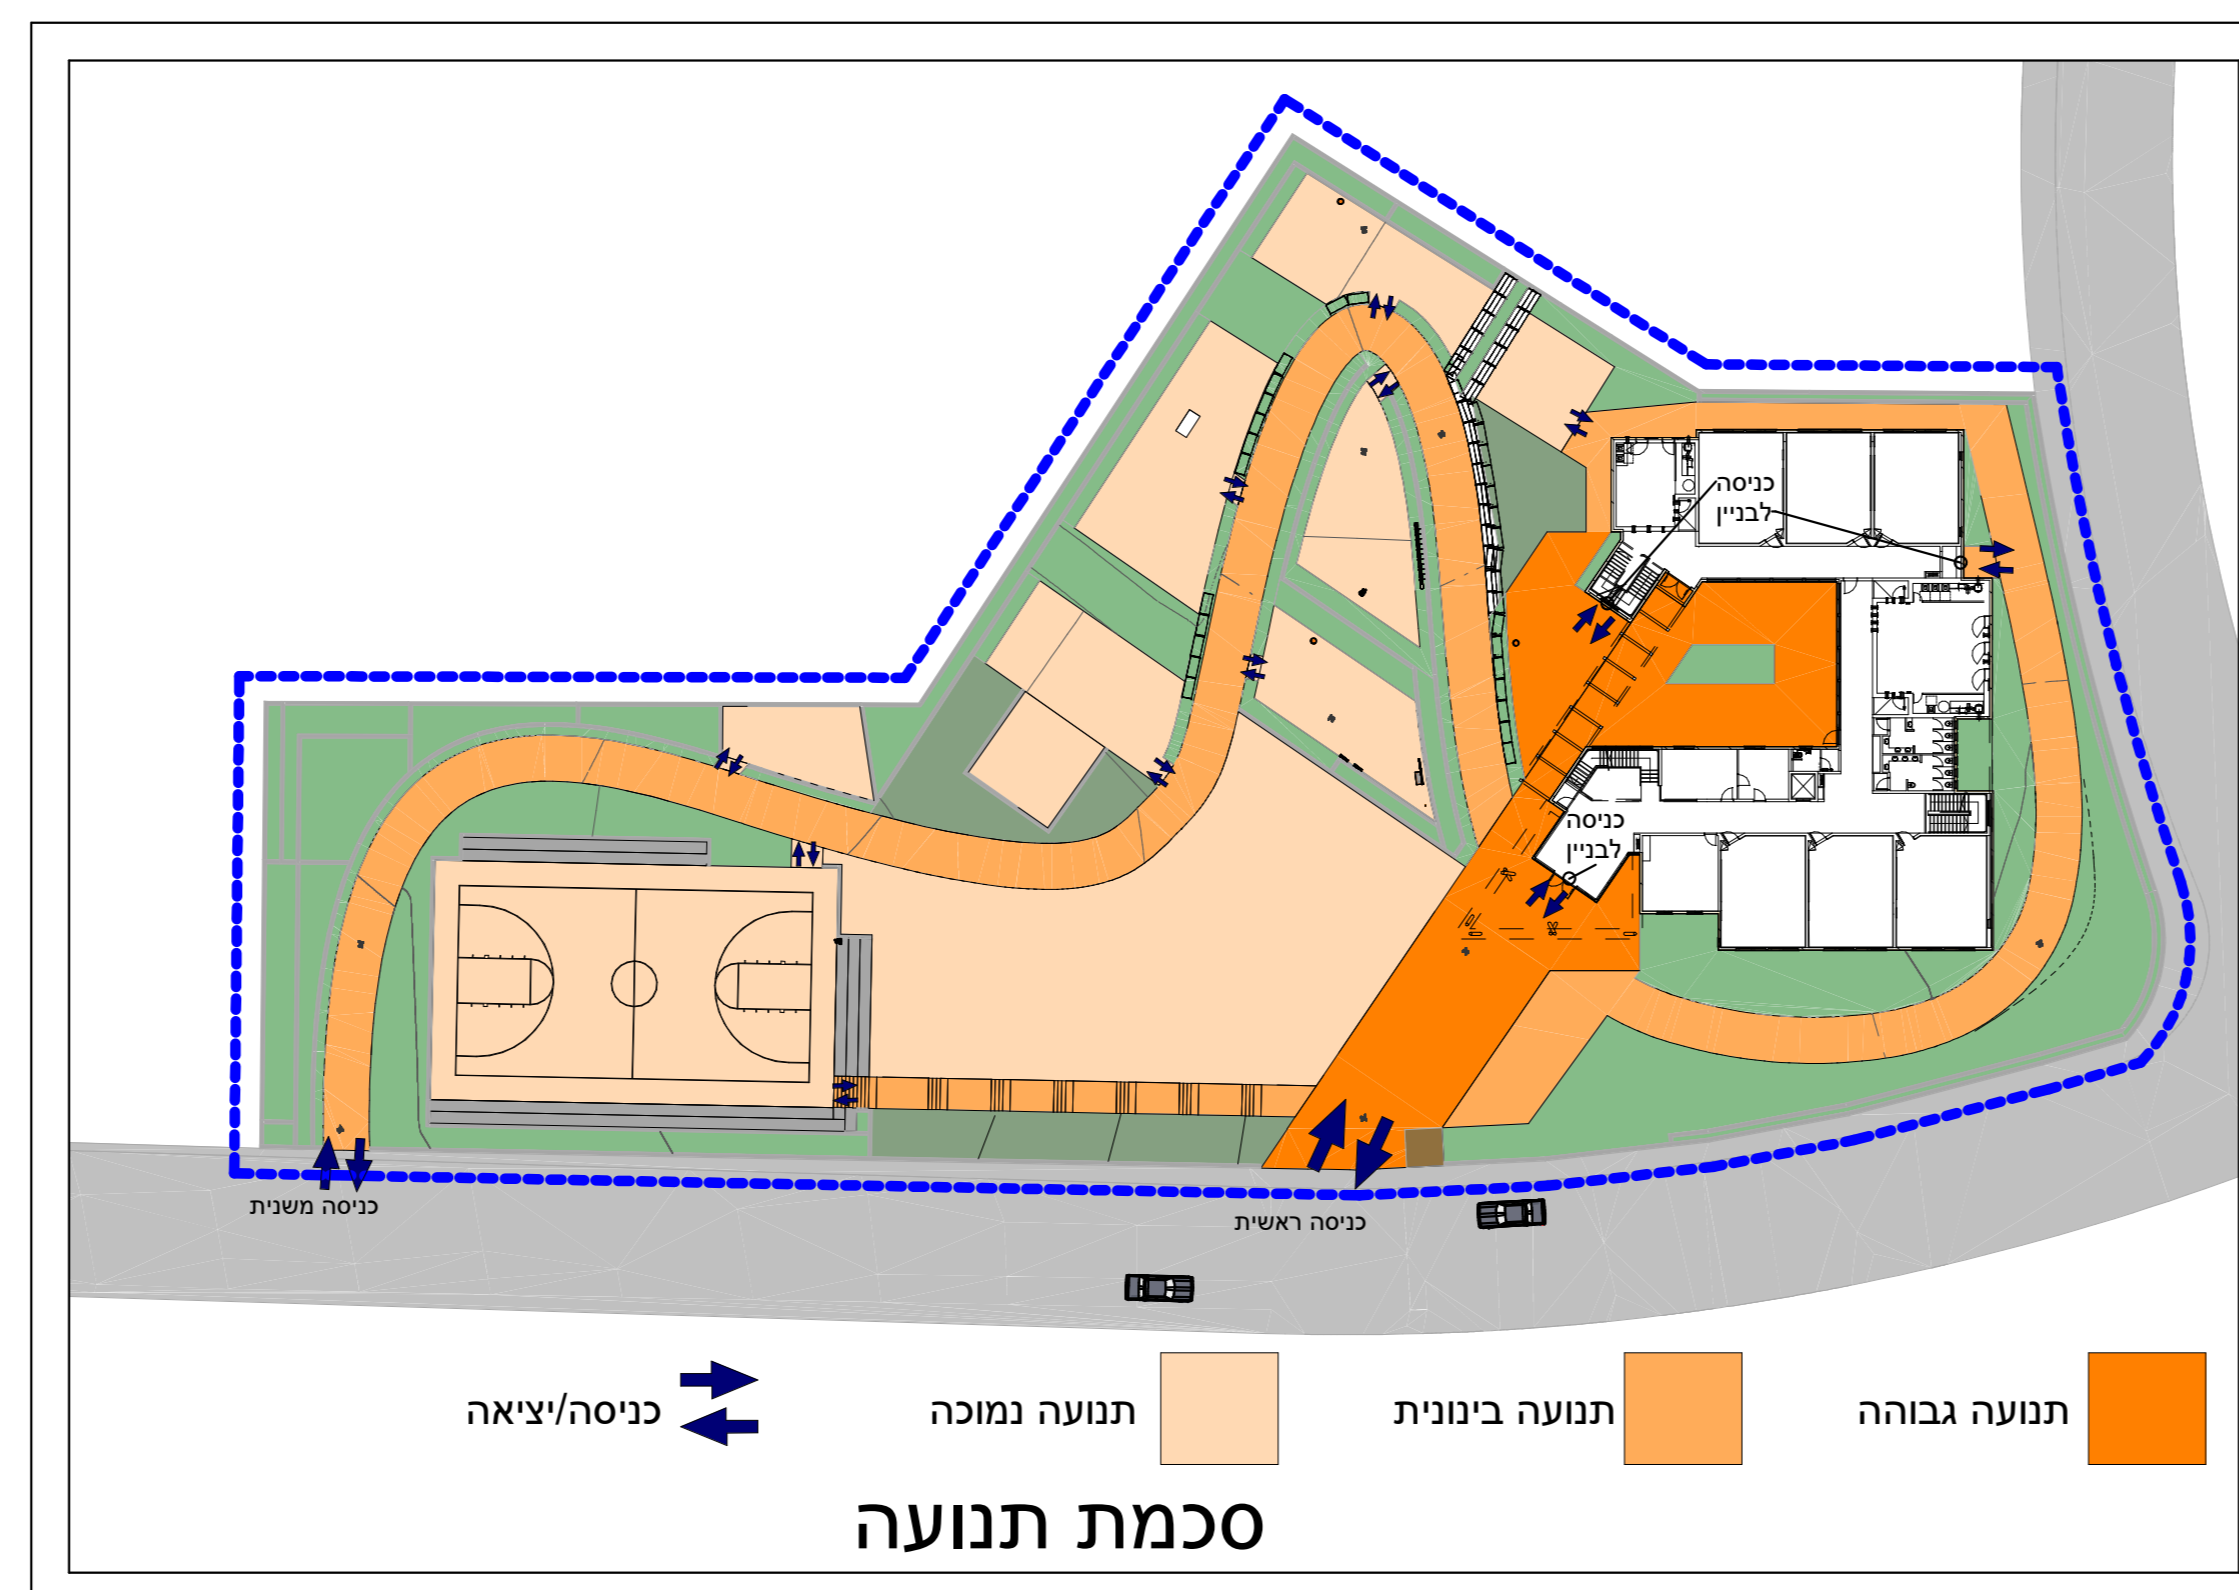 כניסה
לבניין
כניסה
לבניין
כניסה משנית
כניסה ראשית
תנועה גבוהה
תנועה בינונית
תנועה נמוכה
כניסה/יציאה
סכמת תנועה